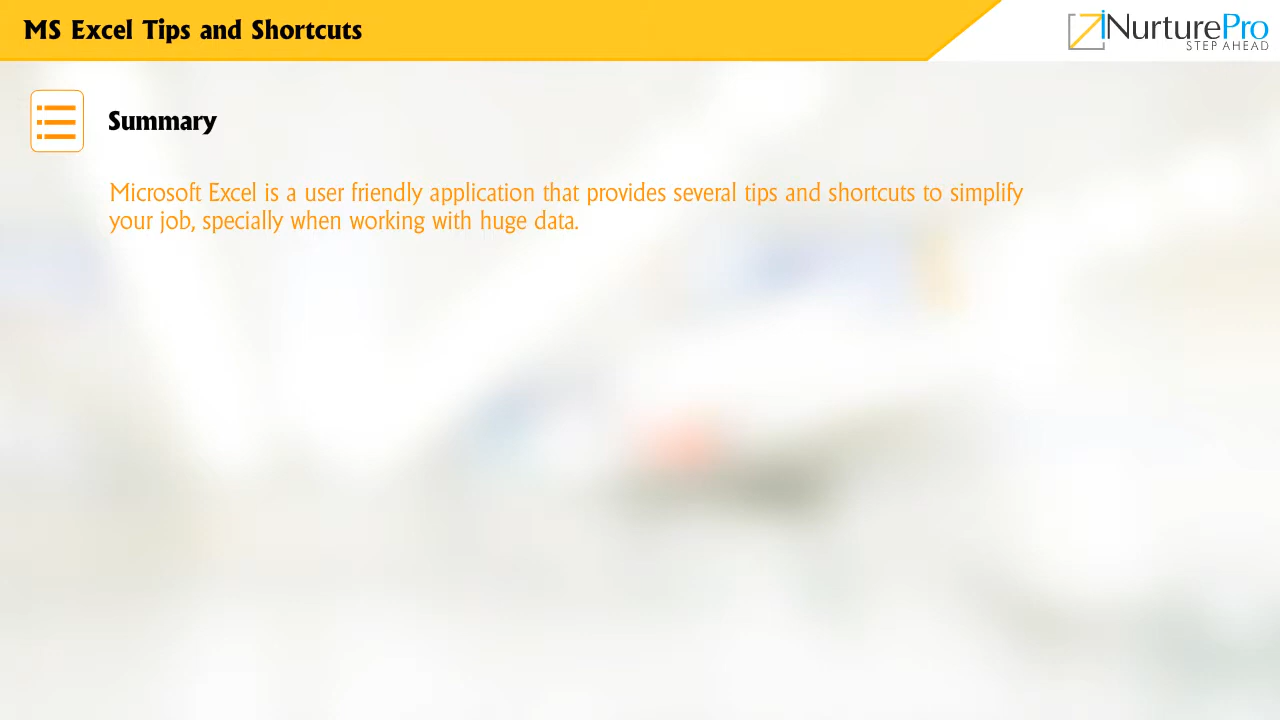 MS Excel Tips and Shortcuts
iNurturePro
STEP AHEAD
Summary
Microsoft Excel is a user friendly application that provides several tips and shortcuts to simplify
your job, specially when working with huge data.